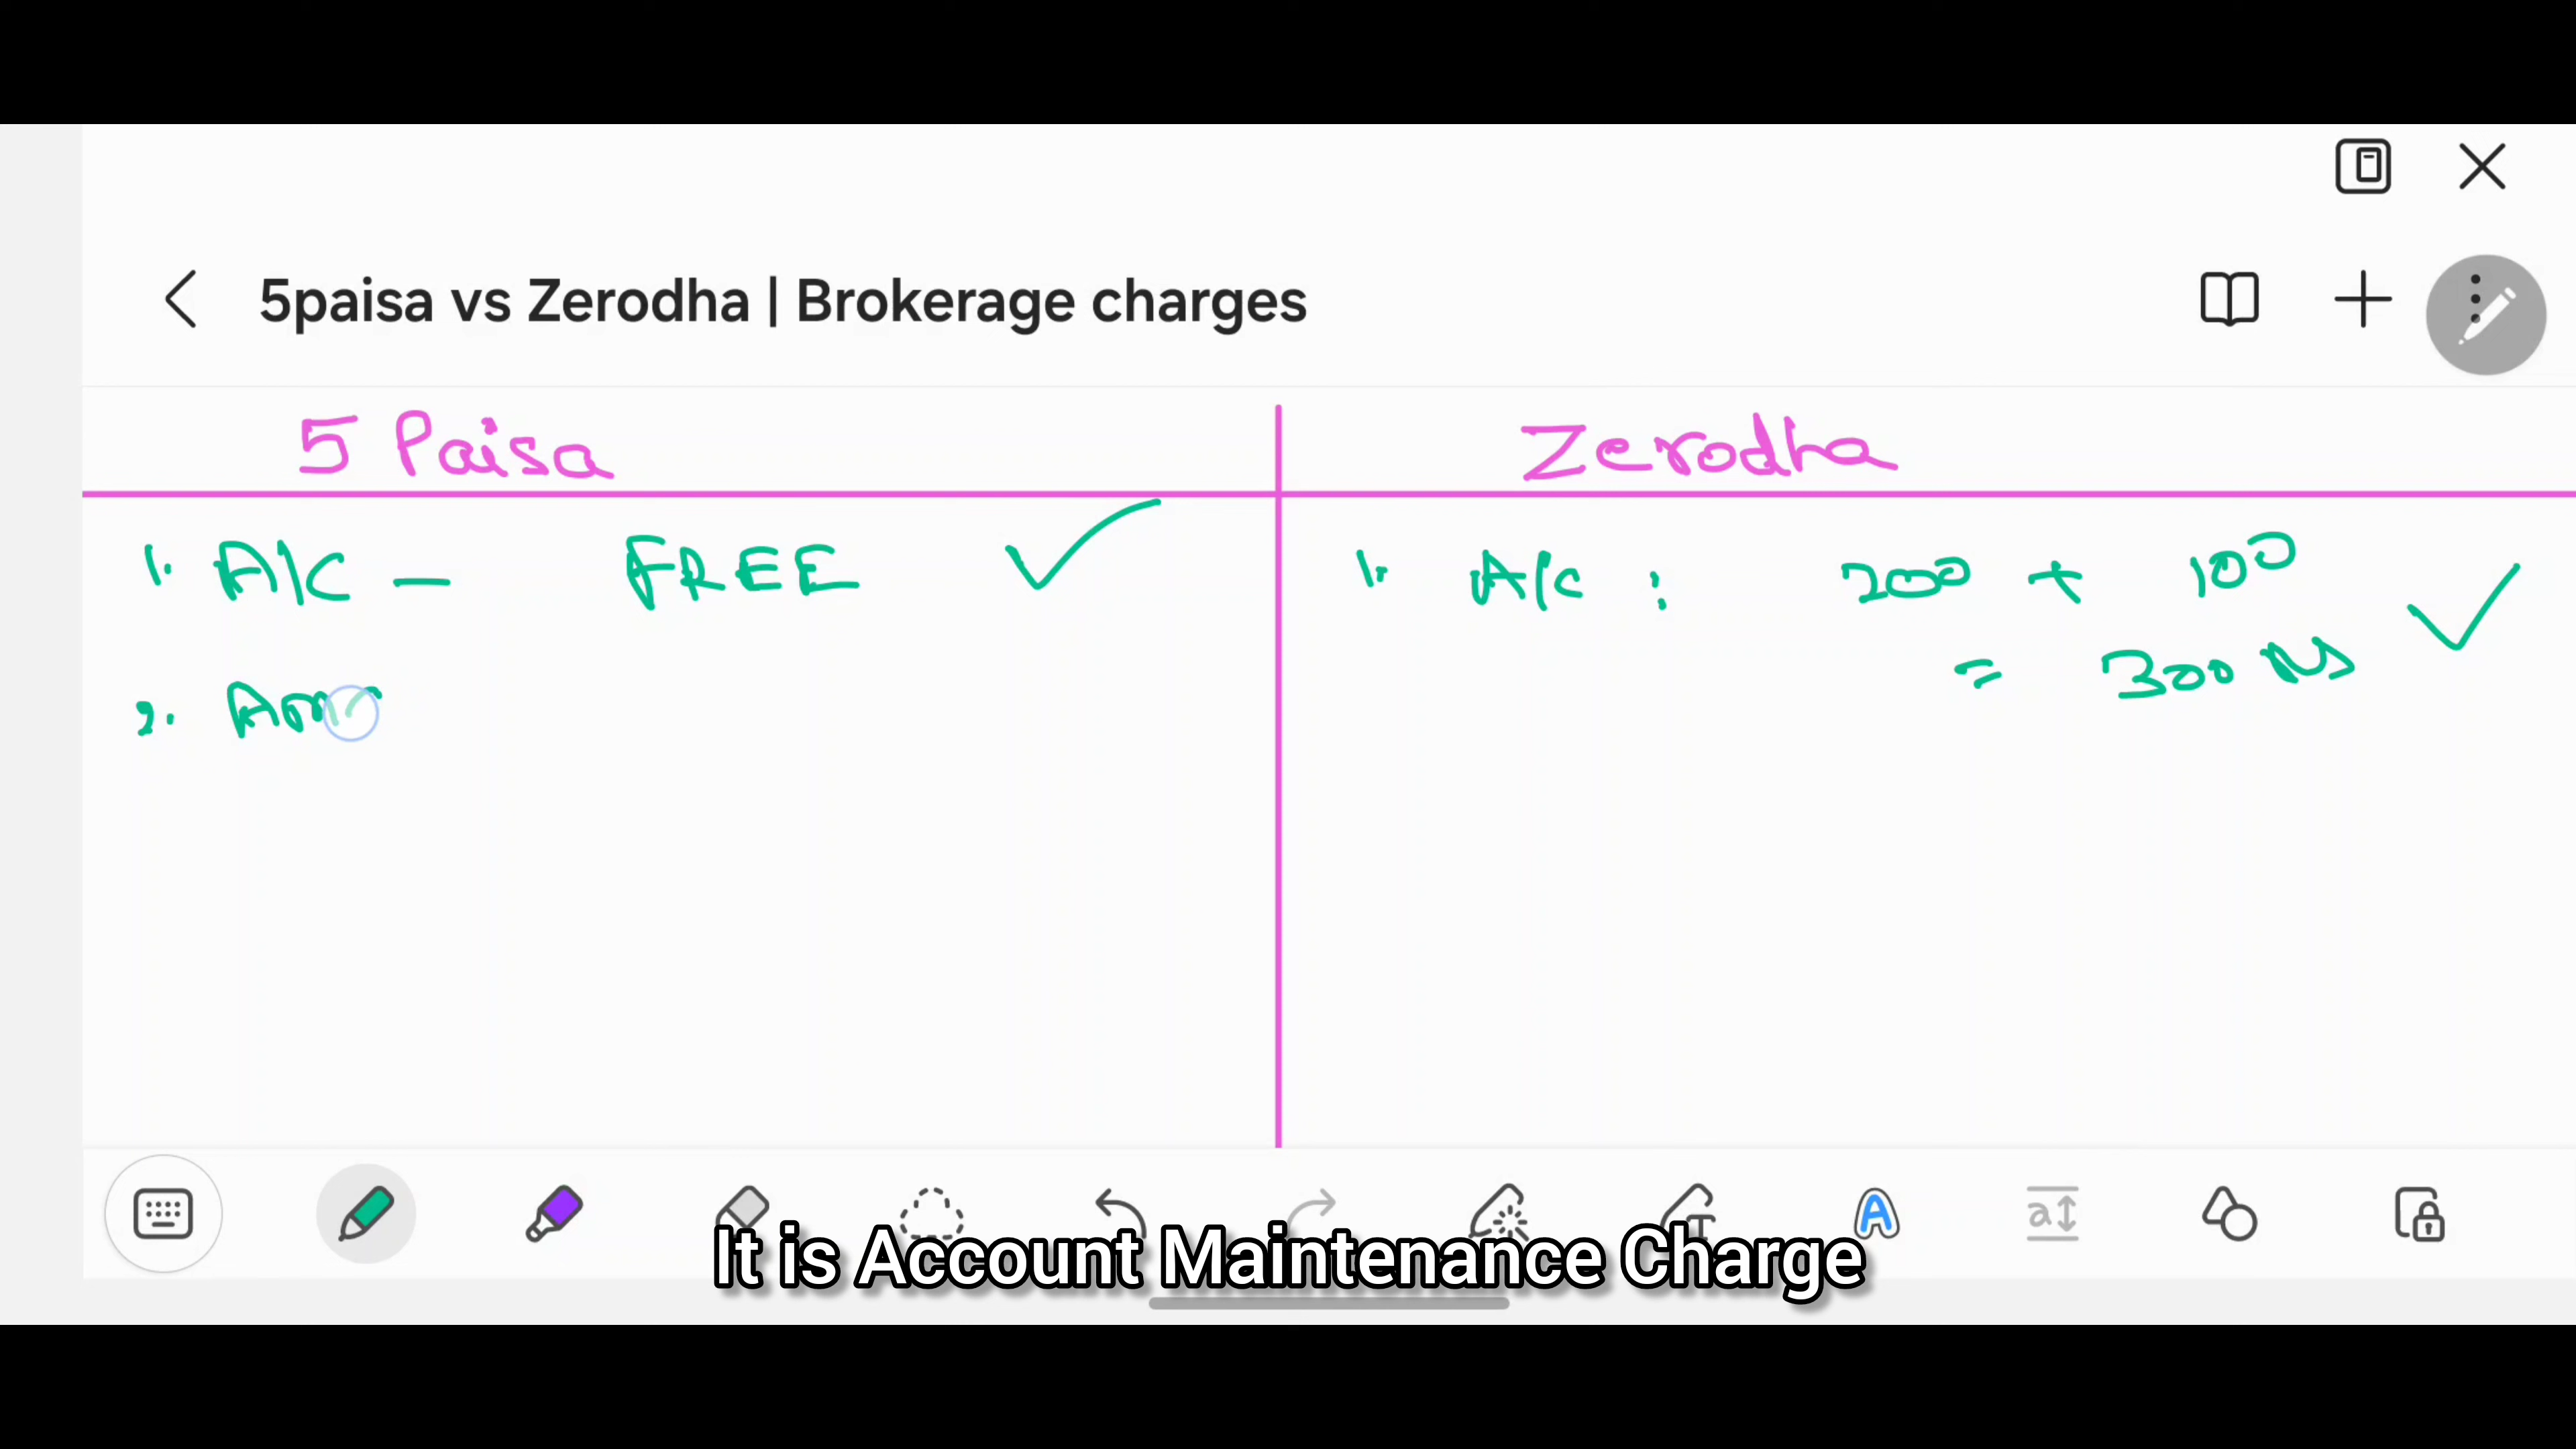 5paisa vs Zerodha | Brokerage charges
5 Paisa
Zerodha
1. A/C - FREE
1. A/c : 200 + 100
= 300 Rs
2. Am
It is Account Maintenance Charge